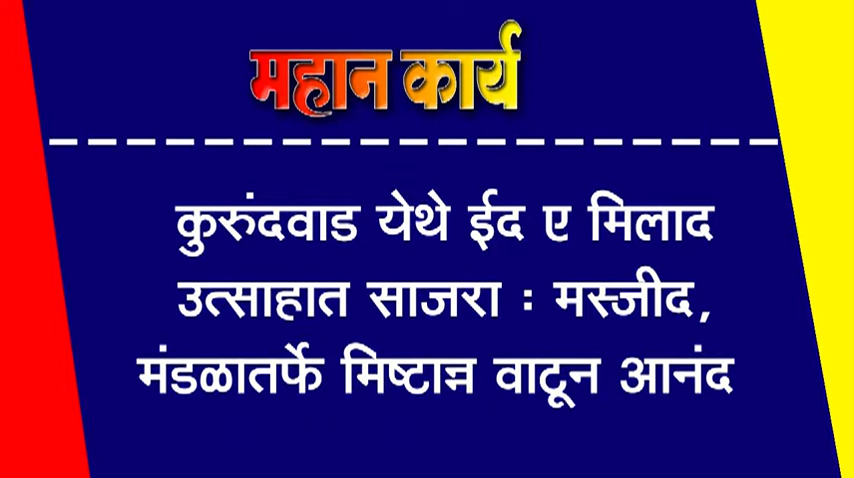 महान कार्य
कुरुंदवाड येथे ईद ए मिलाद
उत्साहात साजरा : मस्जीद,
मंडळातर्फे मिष्टान्न वाटून आनंद